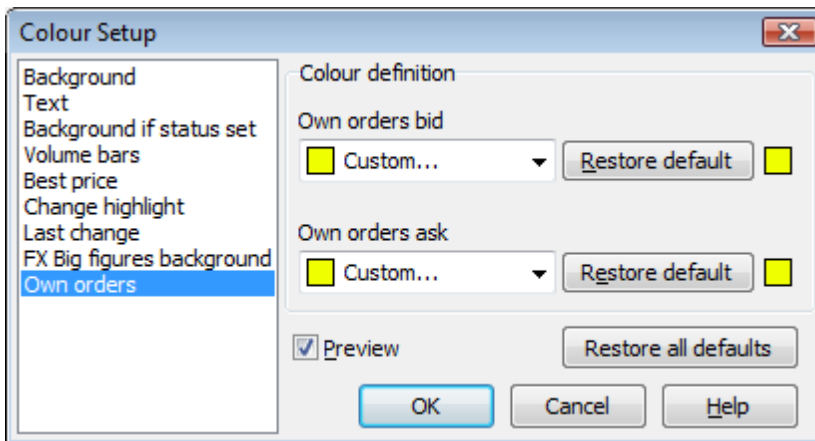 Colour Setup
Background
Text
Background if status set
Volume bars
Best price
Change highlight
Last change
FX Big figures background
Own orders
Colour definition
Own orders bid
Custom... Restore default
Own orders ask
Custom... Restore default
Preview Restore all defaults
OK Cancel Help